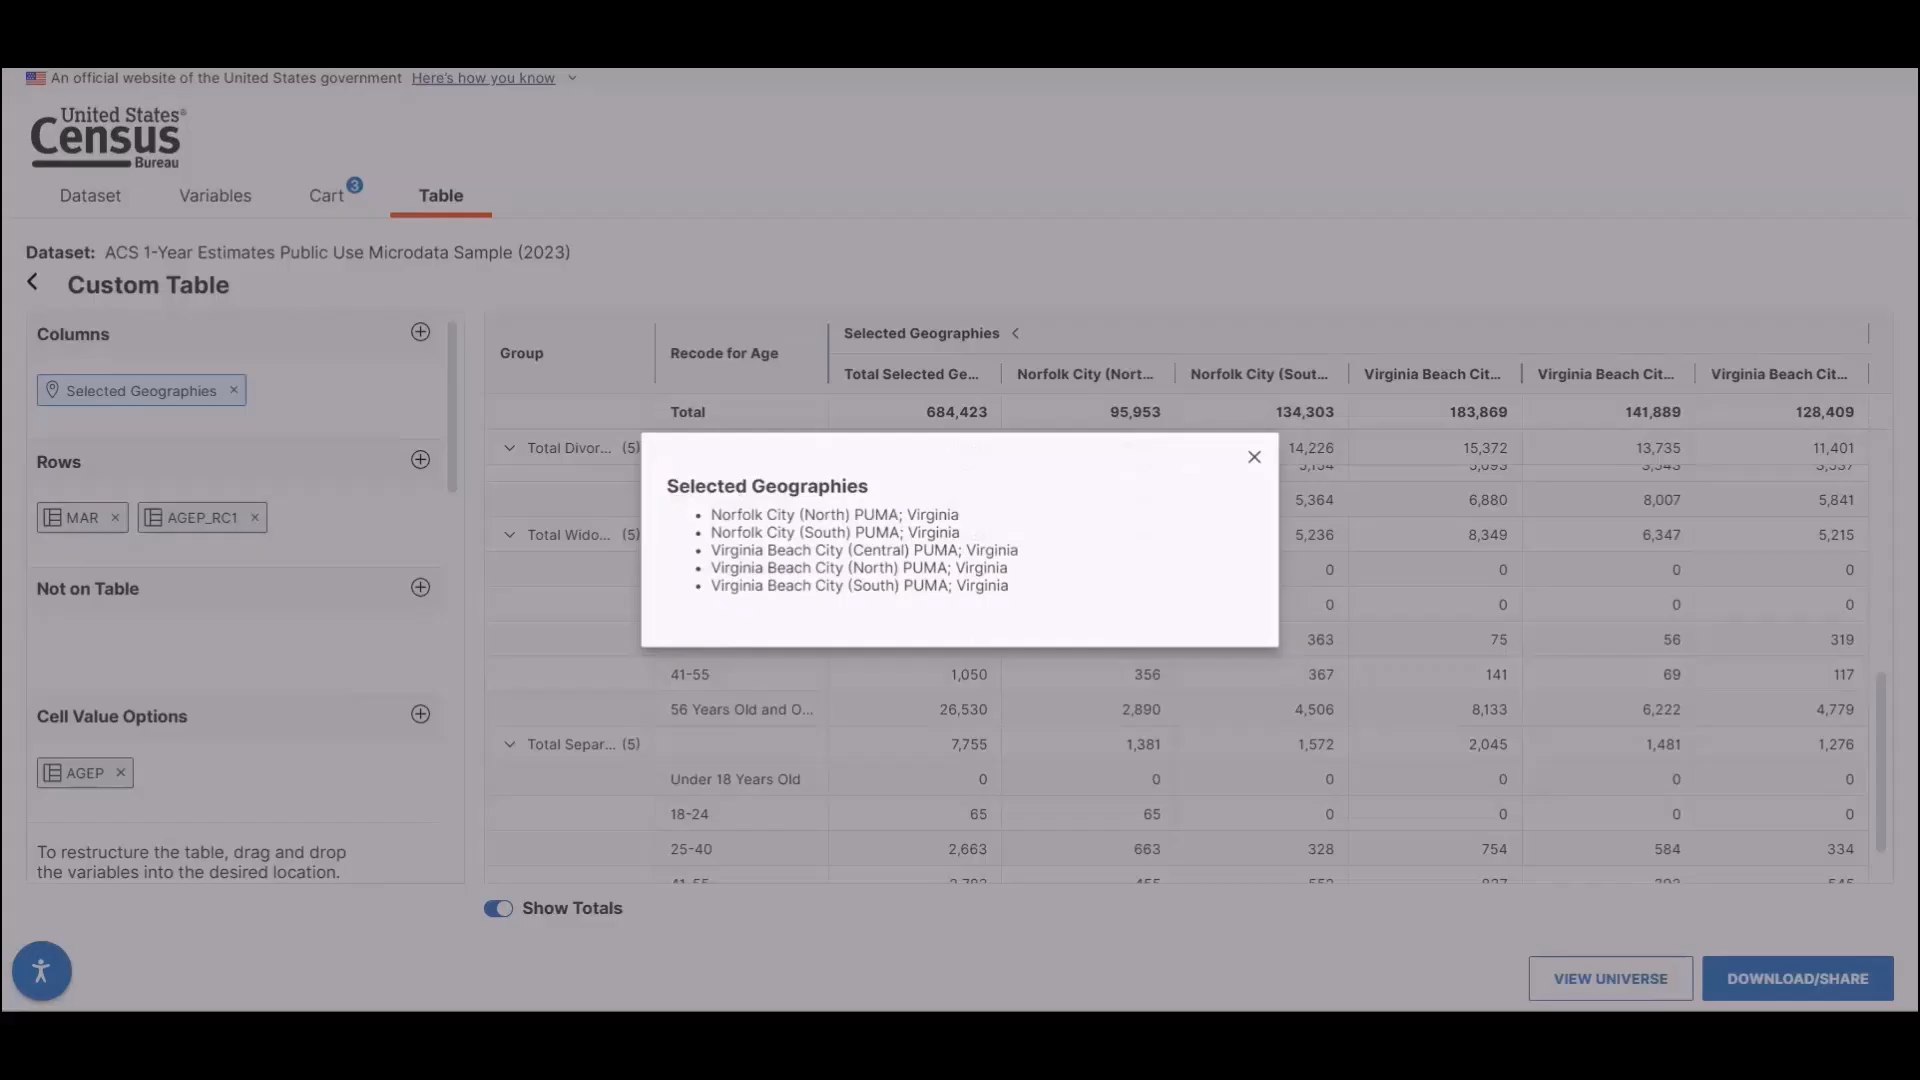 An official website of the United States government Here's how you know
United States®
Census
Bureau
Dataset Variables Cart 3 Table
Dataset: ACS 1-Year Estimates Public Use Microdata Sample (2023)
Custom Table
Columns
Selected Geographies
Rows
MAR AGEP_RC1
Not on Table
Cell Value Options
AGEP
To restructure the table, drag and drop
the variables into the desired location.
Selected Geographies
Group Recode for Age
Total Selected Ge... Norfolk City (Nort... Norfolk City (Sout... Virginia Beach Cit... Virginia Beach Cit... Virginia Beach Cit...
Total 684,423 95,953 134,303 183,869 141,889 128,409
Total Divor... (5) 14,226 15,372 13,735 11,401
5,364 6,880 8,007 5,841
Total Wido... (5) 5,236 8,349 6,347 5,215
0 0 0 0
0 0 0 0
363 75 56 319
41-55 1,050 356 367 141 69 117
56 Years Old and O... 26,530 2,890 4,506 8,133 6,222 4,779
Total Separ... (5) 7,755 1,381 1,572 2,045 1,481 1,276
Under 18 Years Old 0 0 0 0 0 0
18-24 65 65 0 0 0 0
25-40 2,663 663 328 754 584 334
Selected Geographies
• Norfolk City (North) PUMA; Virginia
• Norfolk City (South) PUMA; Virginia
• Virginia Beach City (Central) PUMA; Virginia
• Virginia Beach City (North) PUMA; Virginia
• Virginia Beach City (South) PUMA; Virginia
Show Totals
VIEW UNIVERSE DOWNLOAD/SHARE